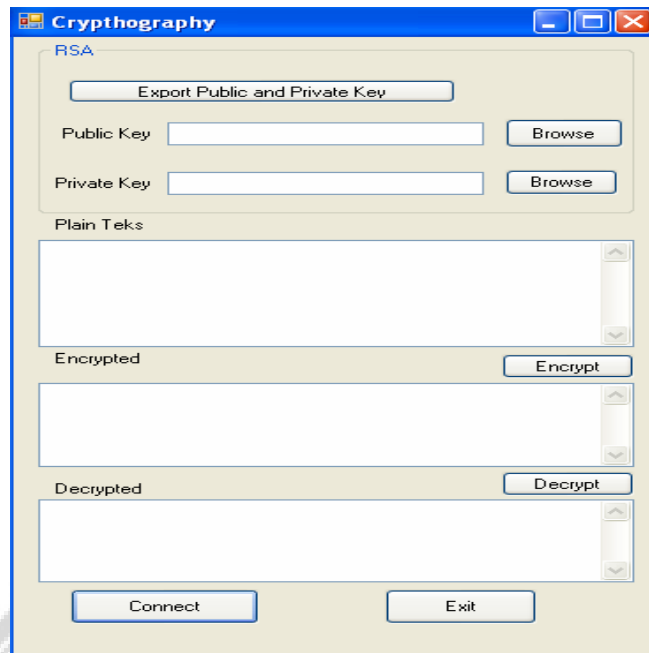 Crypthography
RSA
Export Public and Private Key
Public Key Browse
Private Key Browse
Plain Teks
Encrypted Encrypt
Decrypted Decrypt
Connect Exit